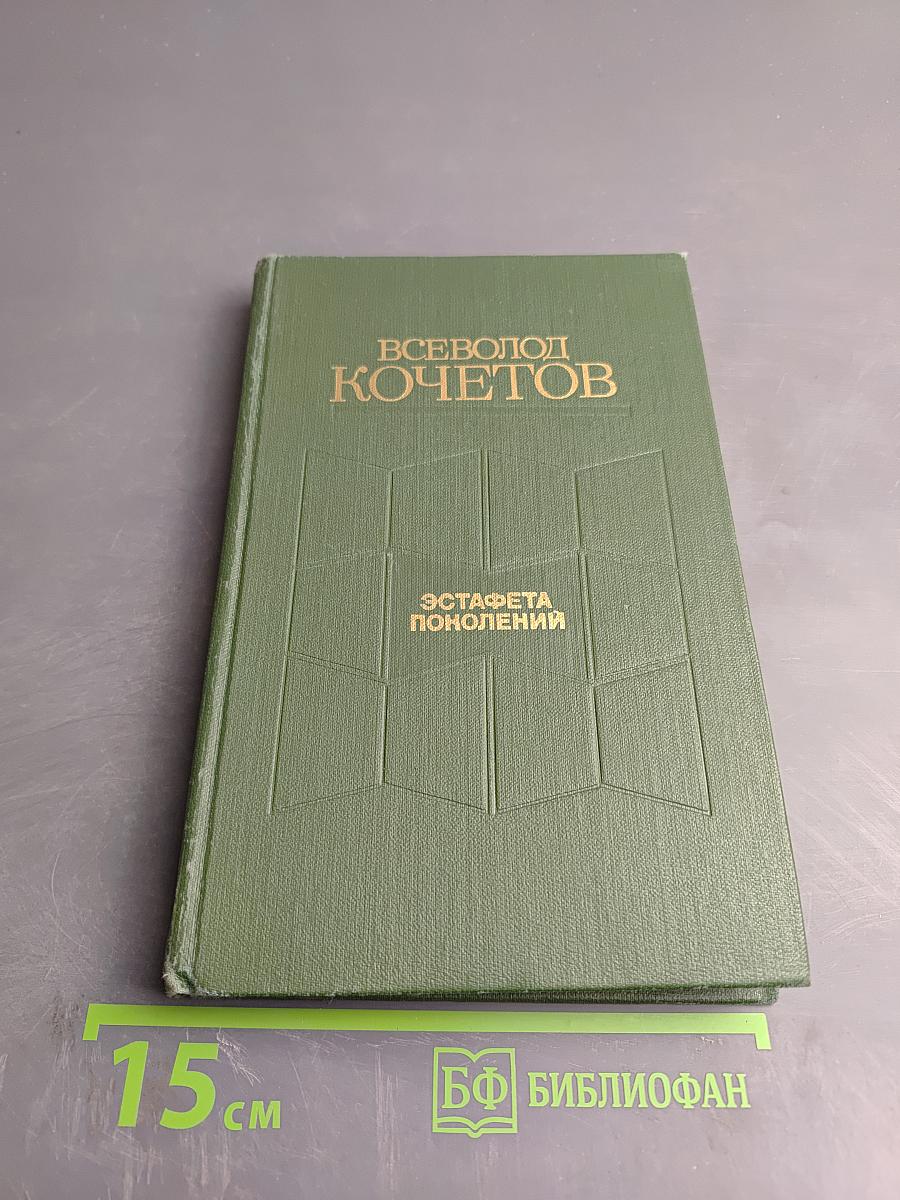 ВСЕВОЛОД
КОЧЕТОВ
ЭСТАФЕТА
ПОКОЛЕНИЙ
15 см
БФ БИБЛИОФАН